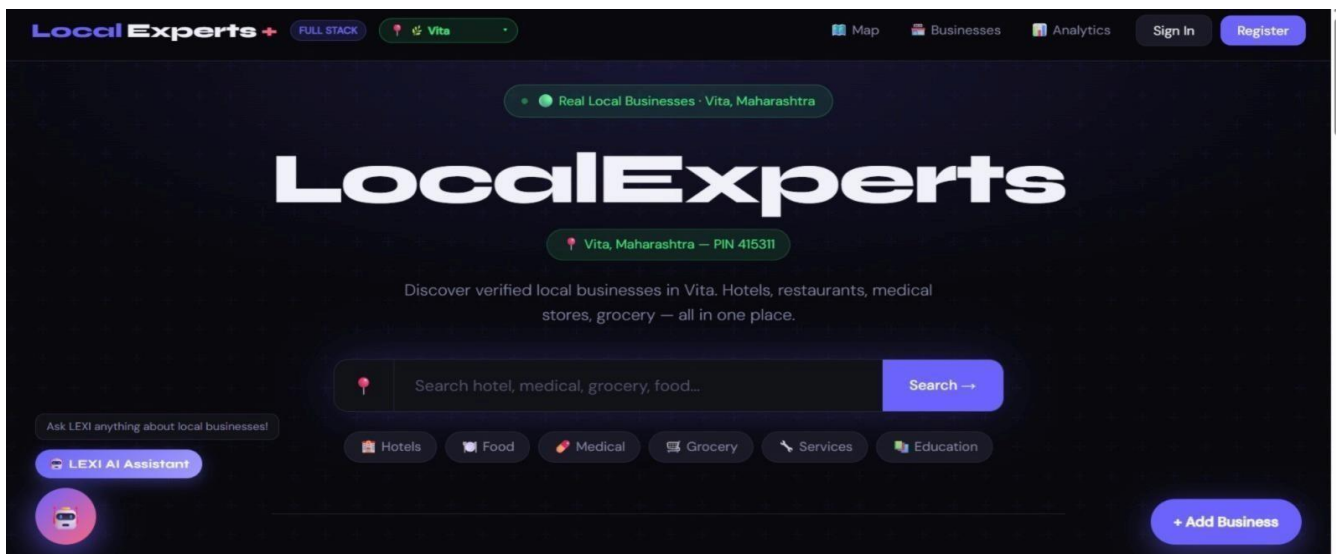 LocalExperts+ FULL STACK Vita Map Businesses Analytics Sign In Register
Real Local Businesses · Vita, Maharashtra
LocalExperts
Vita, Maharashtra — PIN 415311
Discover verified local businesses in Vita. Hotels, restaurants, medical
stores, grocery — all in one place.
Search hotel, medical, grocery, food... Search →
Hotels Food Medical Grocery Services Education
Ask LEXI anything about local businesses!
LEXI AI Assistant
+ Add Business